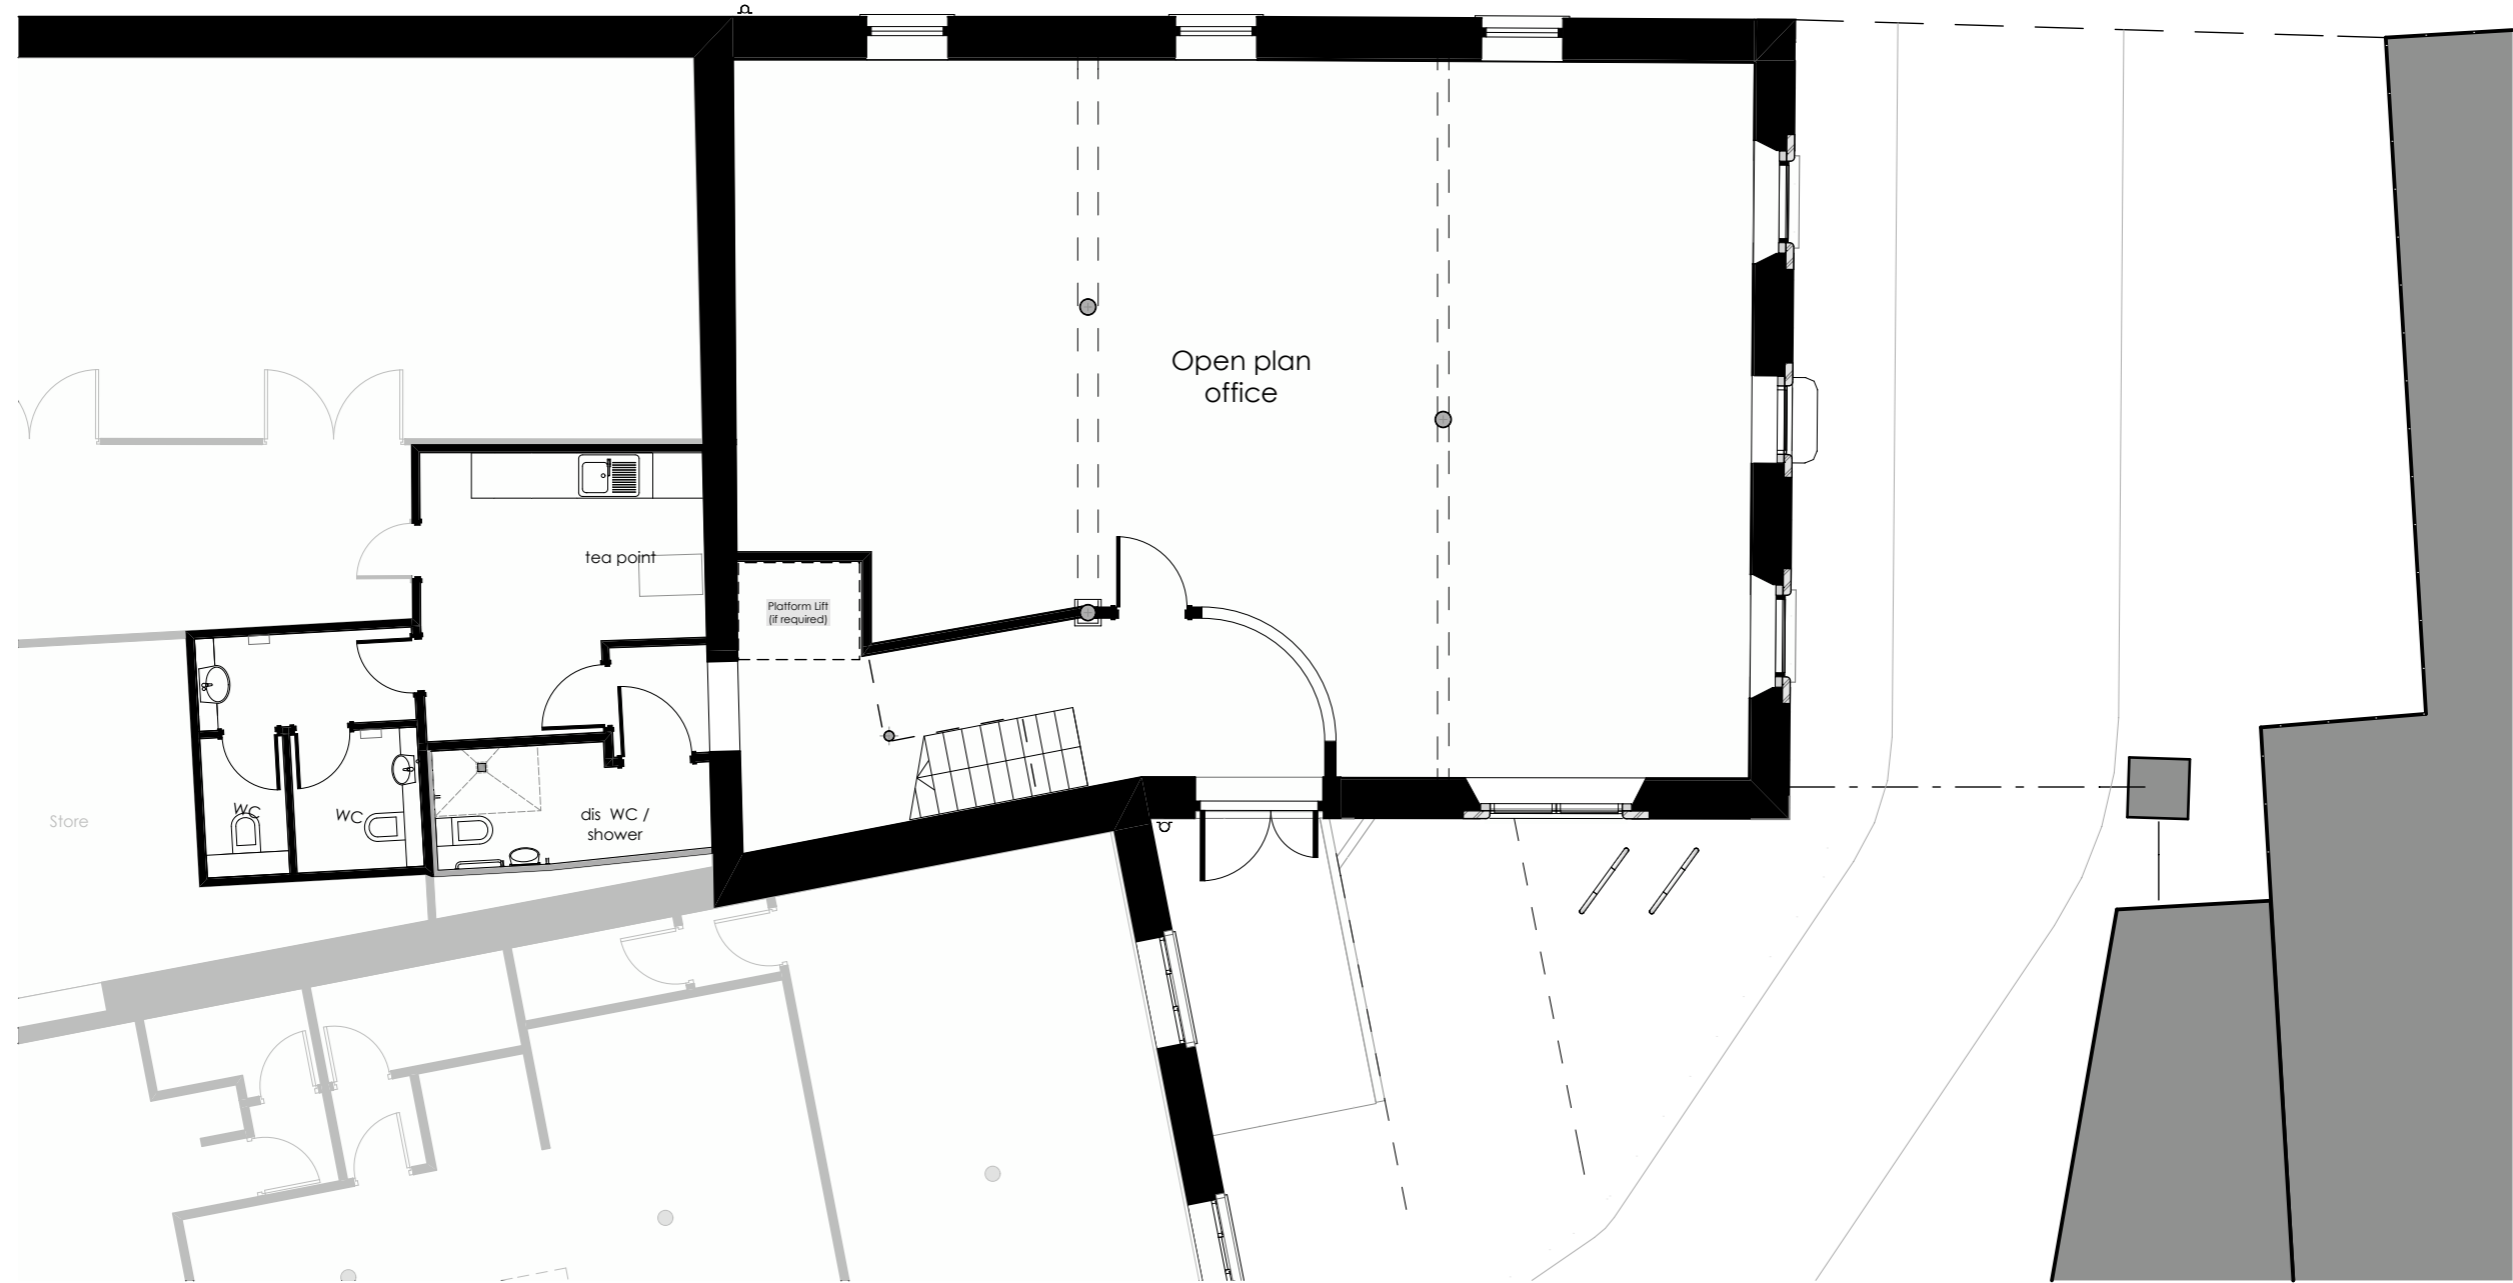 Open plan
office
tea point
Platform Lift
(if required)
WC
WC
dis WC /
shower
Store